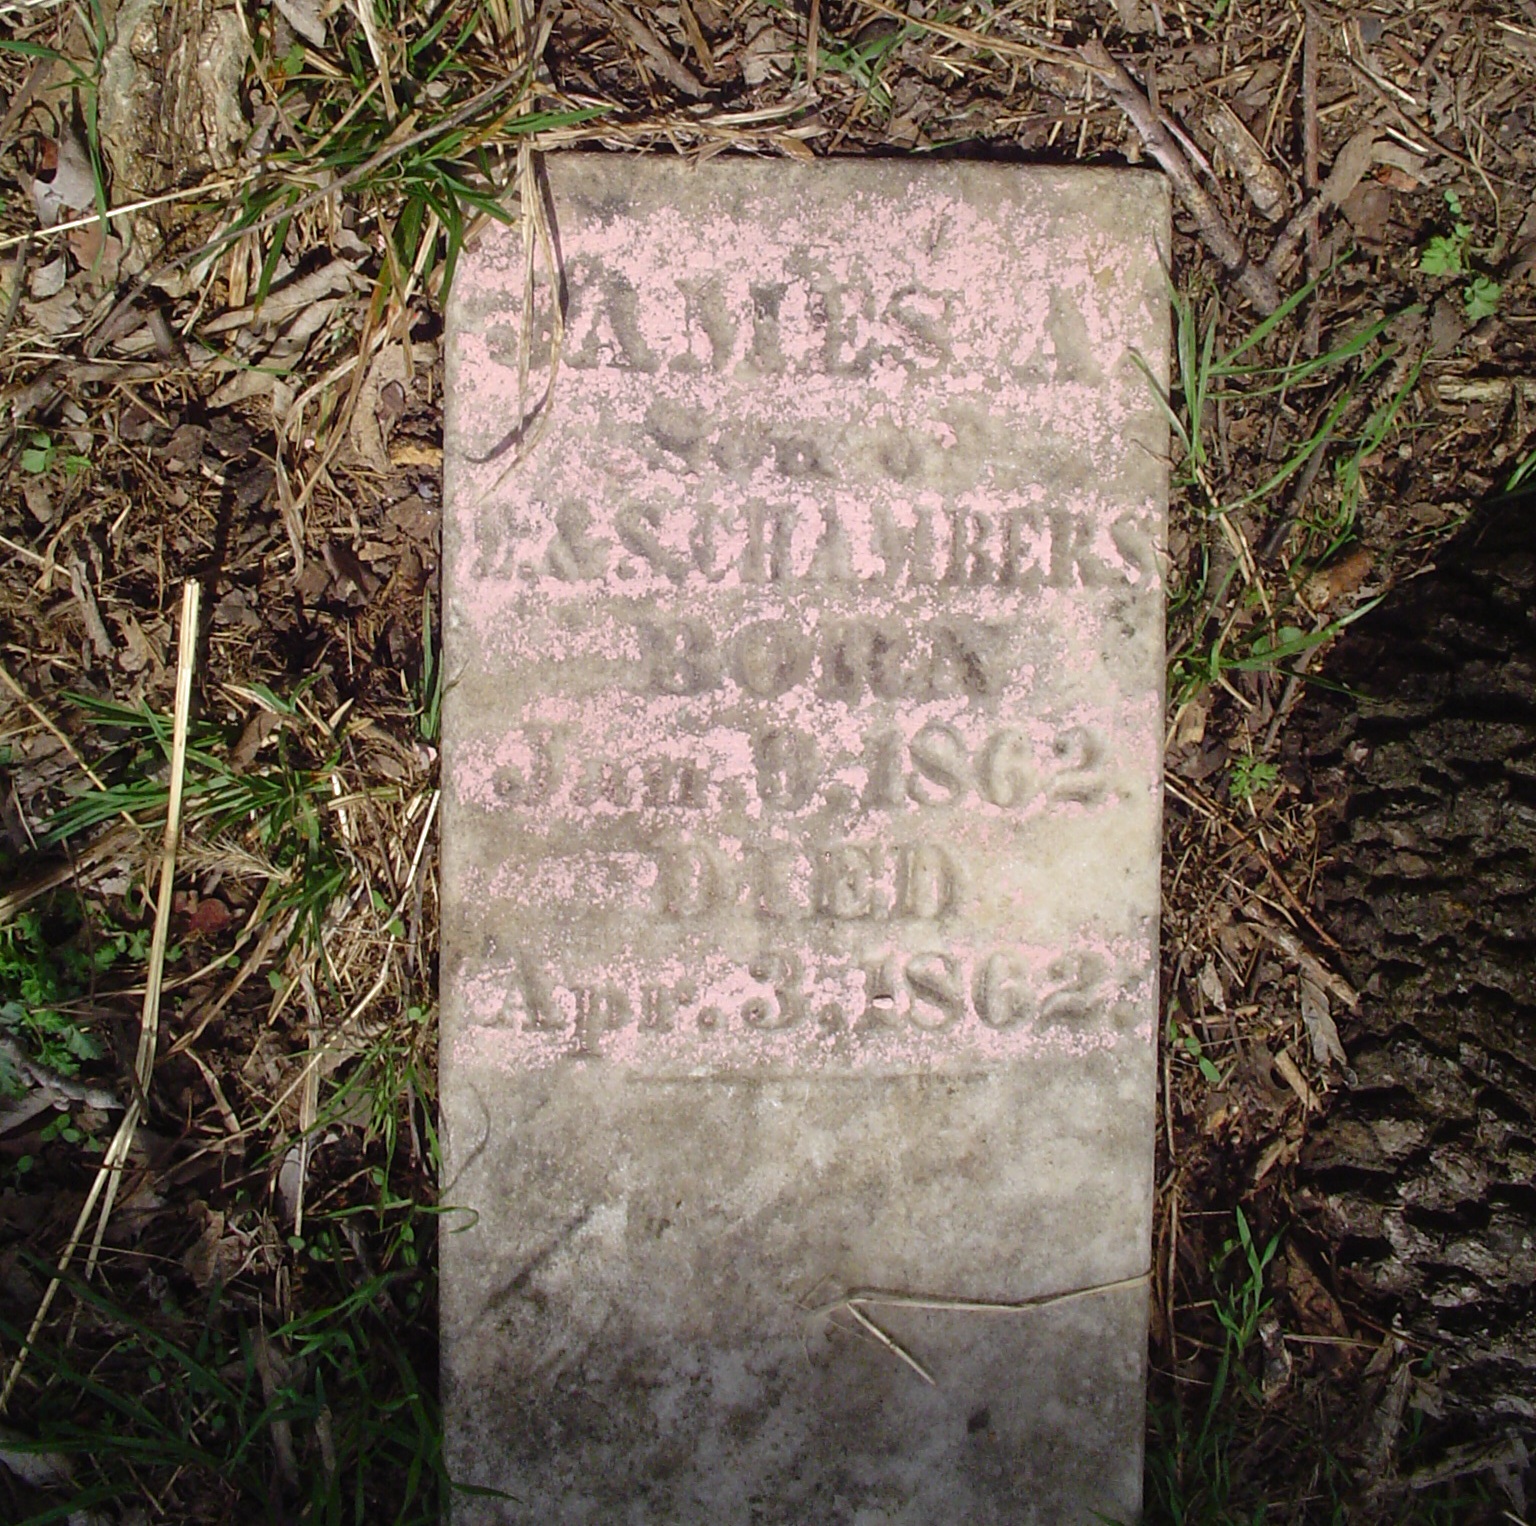 JAMES A.
Son of
& S. CHAMBERS
BORN
Jan. 9, 1862.
DIED
Apr. 3, 1862.